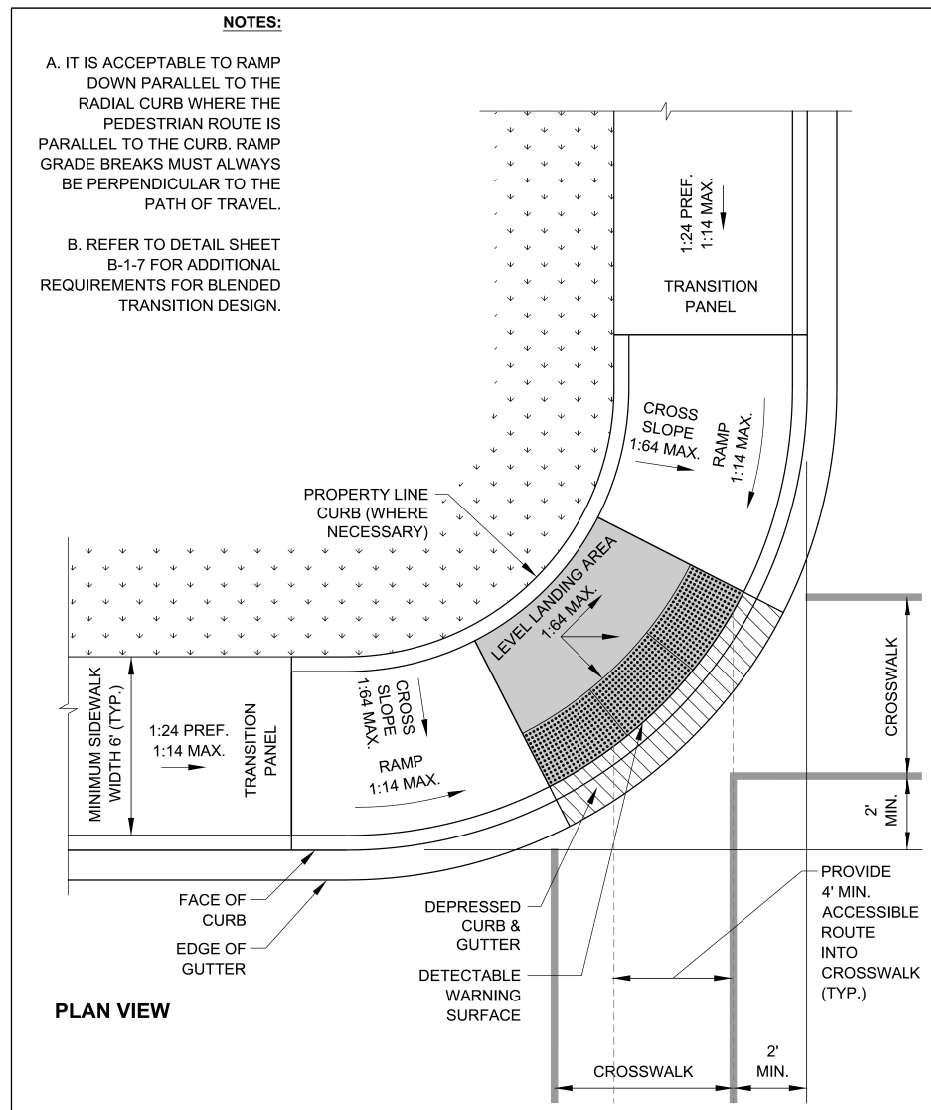 NOTES:
A. IT IS ACCEPTABLE TO RAMP
DOWN PARALLEL TO THE
RADIAL CURB WHERE THE
PEDESTRIAN ROUTE IS
PARALLEL TO THE CURB. RAMP
GRADE BREAKS MUST ALWAYS
BE PERPENDICULAR TO THE
PATH OF TRAVEL.
B. REFER TO DETAIL SHEET
B-1-7 FOR ADDITIONAL
REQUIREMENTS FOR BLENDED
TRANSITION DESIGN.
1:24 PREF.
1:14 MAX.
TRANSITION
PANEL
CROSS
SLOPE
1:64 MAX.
RAMP
1:14 MAX.
PROPERTY LINE
CURB (WHERE
NECESSARY)
LEVEL LANDING AREA
1:64 MAX.
MINIMUM SIDEWALK
WIDTH 6' (TYP.)
1:24 PREF.
1:14 MAX.
TRANSITION
PANEL
CROSS
SLOPE
1:64 MAX.
RAMP
1:14 MAX.
CROSSWALK
2'
MIN.
FACE OF
CURB
EDGE OF
GUTTER
DEPRESSED
CURB &
GUTTER
DETECTABLE
WARNING
SURFACE
PROVIDE
4' MIN.
ACCESSIBLE
ROUTE
INTO
CROSSWALK
(TYP.)
PLAN VIEW
CROSSWALK
2'
MIN.